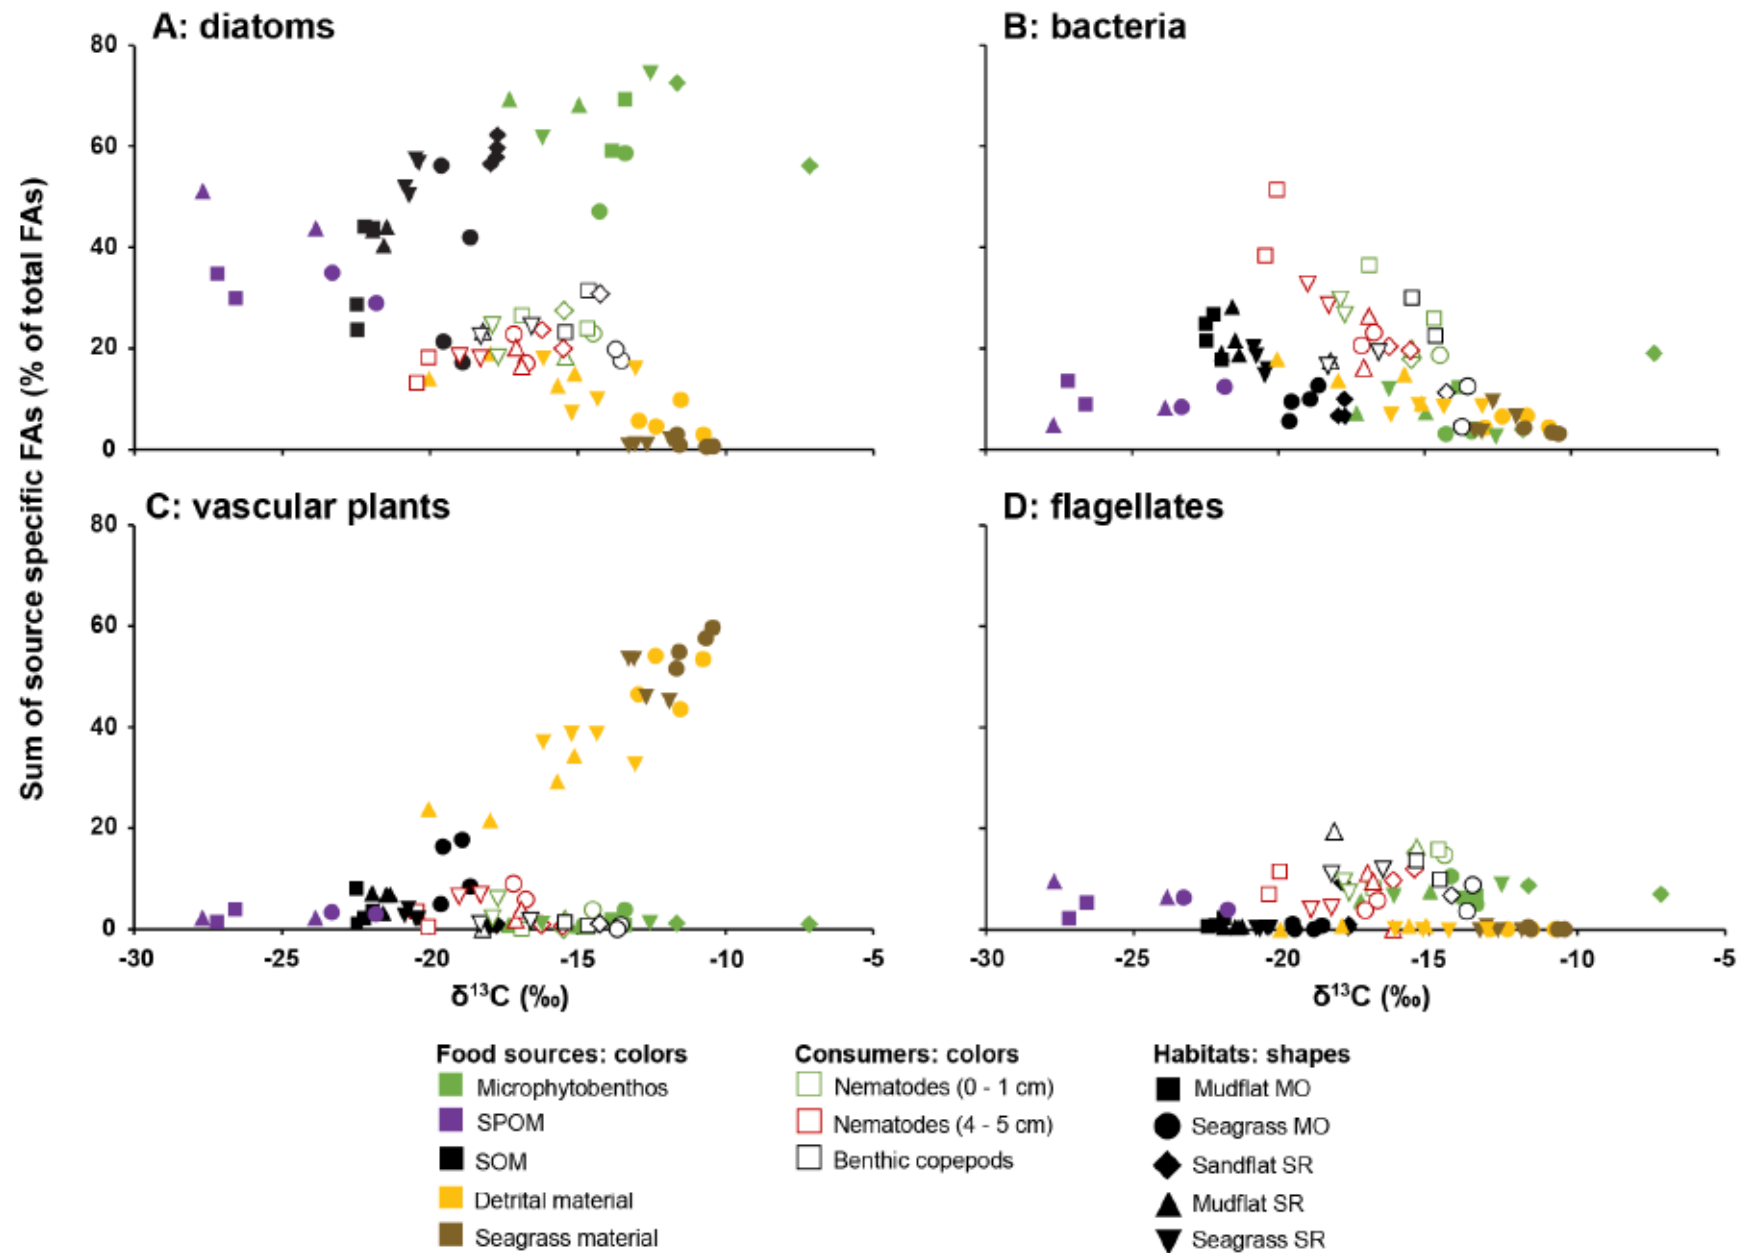 A: diatoms
B: bacteria
80
60
40
20
0
C: vascular plants
D: flagellates
80
60
40
20
0
-30 -25 -20 -15 -10 -5
-30 -25 -20 -15 -10 -5
δ¹³C (‰)
δ¹³C (‰)
Sum of source specific FAs (% of total FAs)
Food sources: colors
Microphytobenthos
SPOM
SOM
Detrital material
Seagrass material
Consumers: colors
Nematodes (0 - 1 cm)
Nematodes (4 - 5 cm)
Benthic copepods
Habitats: shapes
Mudflat MO
Seagrass MO
Sandflat SR
Mudflat SR
Seagrass SR